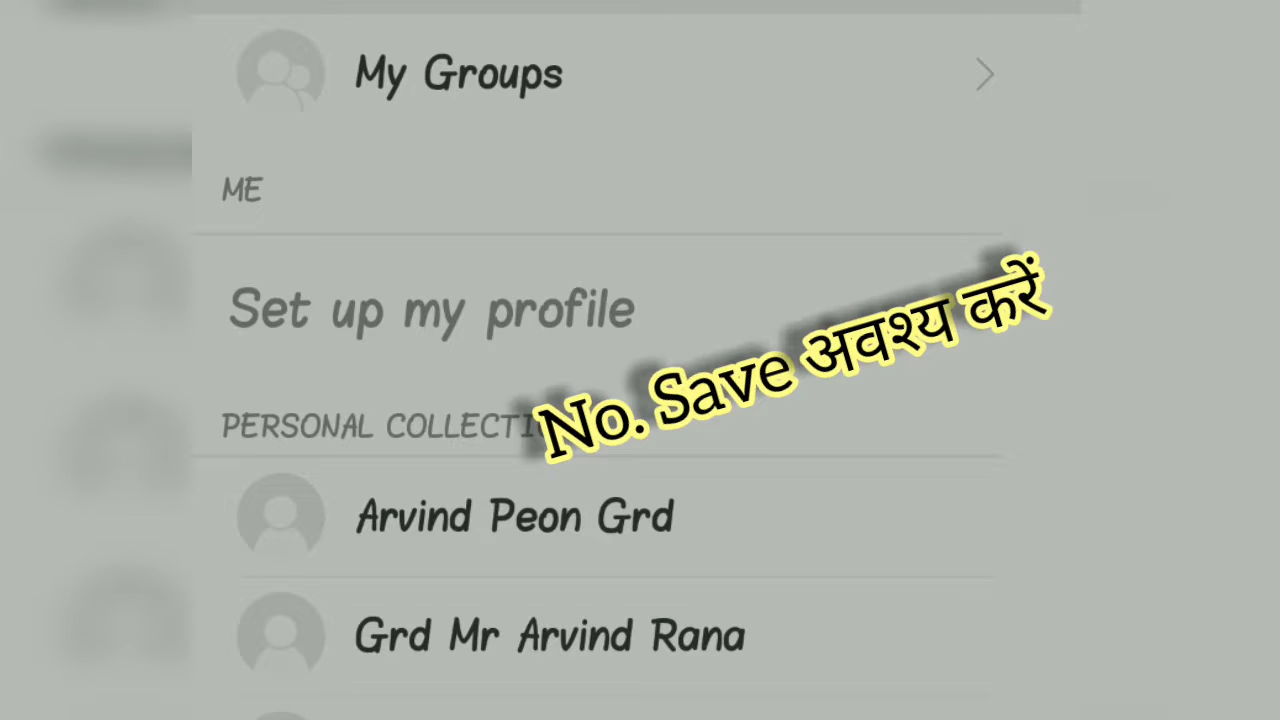 My Groups
ME
Set up my profile
No. Save अवश्य करें
PERSONAL
Arvind Peon Grd
Grd Mr Arvind Rana